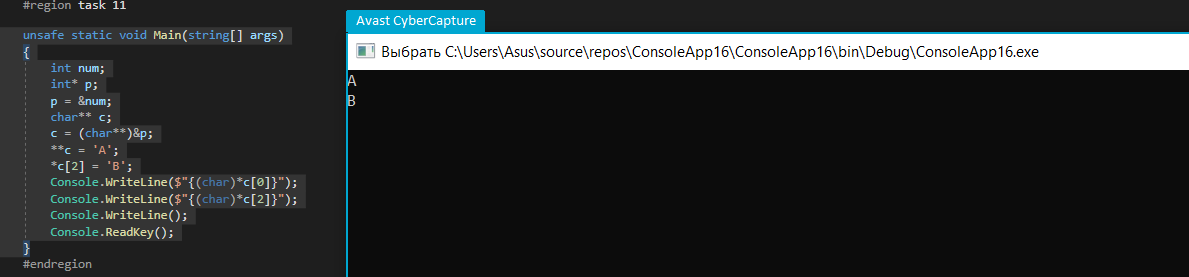 #region task 11
unsafe static void Main(string[] args)
{
int num;
int* p;
p = &num;
char** c;
c = (char**)&p;
**c = 'A';
*c[2] = 'B';
Console.WriteLine($"{(char)*c[0]}");
Console.WriteLine($"{(char)*c[2]}");
Console.WriteLine();
Console.ReadKey();
}
#endregion
Avast CyberCapture
Выбрать C:\Users\Asus\source\repos\ConsoleApp16\ConsoleApp16\bin\Debug\ConsoleApp16.exe
A
B